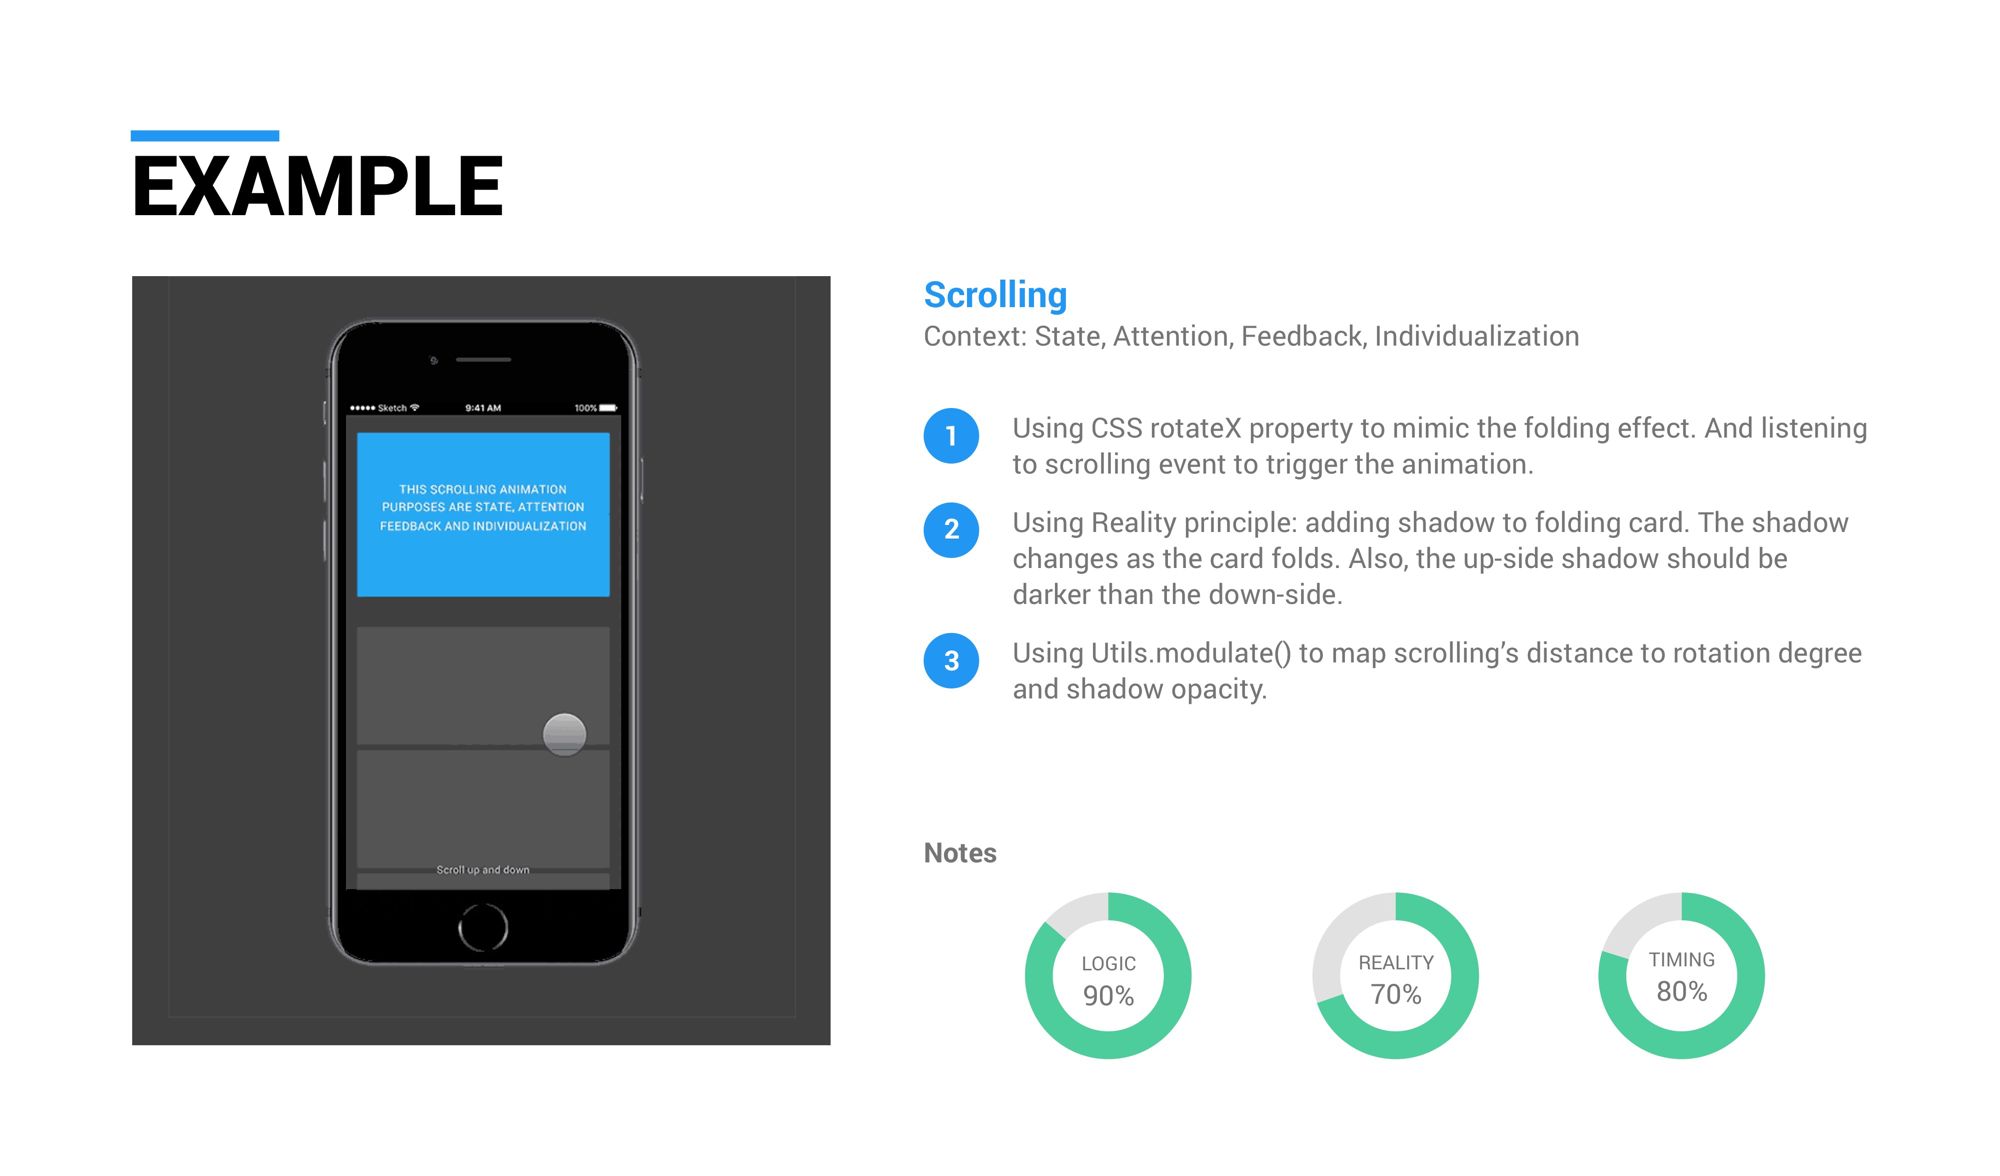 EXAMPLE
Sketch
9:41 AM
100%
THIS SCROLLING ANIMATION
PURPOSES ARE STATE, ATTENTION
FEEDBACK AND INDIVIDUALIZATION
Scroll up and down
Scrolling
Context: State, Attention, Feedback, Individualization
1
Using CSS rotateX property to mimic the folding effect. And listening
to scrolling event to trigger the animation.
2
Using Reality principle: adding shadow to folding card. The shadow
changes as the card folds. Also, the up-side shadow should be
darker than the down-side.
3
Using Utils.modulate() to map scrolling’s distance to rotation degree
and shadow opacity.
Notes
LOGIC
90%
REALITY
70%
TIMING
80%